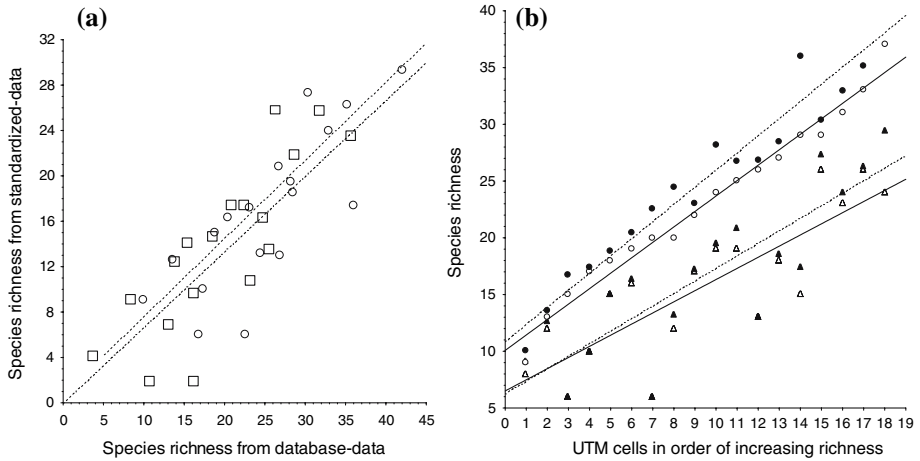 (a)
Species richness from standardized-data
32
28
24
20
16
12
8
4
0
0 5 10 15 20 25 30 35 40 45
Species richness from database-data
(b)
Species richness
40
35
30
25
20
15
10
5
0 1 2 3 4 5 6 7 8 9 10 11 12 13 14 15 16 17 18 19
UTM cells in order of increasing richness